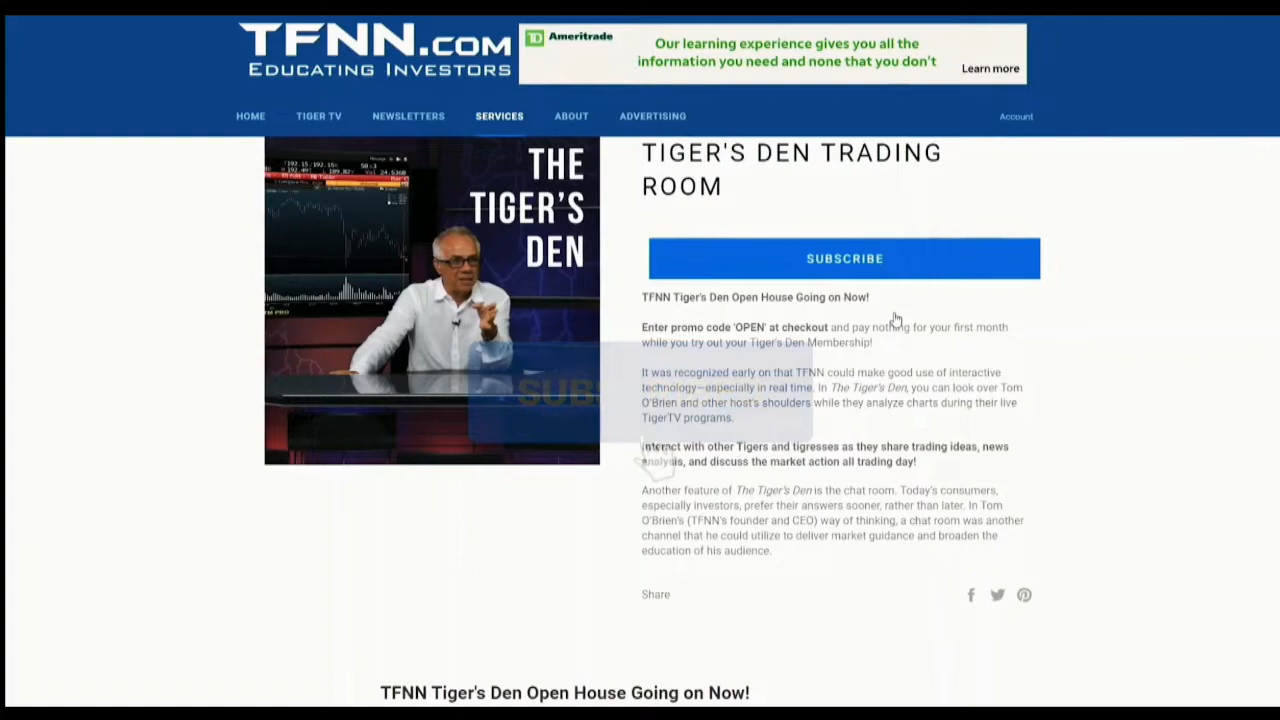 TFNN.COM
EDUCATING INVESTORS
Ameritrade
Our learning experience gives you all the
information you need and none that you don't
Learn more
HOME
TIGER TV
NEWSLETTERS
SERVICES
ABOUT
ADVERTISING
Account
THE
TIGER'S
DEN
TIGER'S DEN TRADING
ROOM
SUBSCRIBE
TFNN Tiger's Den Open House Going on Now!
Enter promo code 'OPEN' at checkout and pay nothing for your first month
while you try out your Tiger's Den Membership!
It was recognized early on that TFNN could make good use of interactive
technology—especially in real time. In The Tiger's Den, you can look over Tom
O'Brien and other host's shoulders while they analyze charts during their live
TigerTV programs.
Interact with other Tigers and tigresses as they share trading ideas, news
analysis, and discuss the market action all trading day!
Another feature of The Tiger's Den is the chat room. Today's consumers,
especially investors, prefer their answers sooner, rather than later. In Tom
O'Brien's (TFNN's founder and CEO) way of thinking, a chat room was another
channel that he could utilize to deliver market guidance and broaden the
education of his audience.
Share
TFNN Tiger's Den Open House Going on Now!